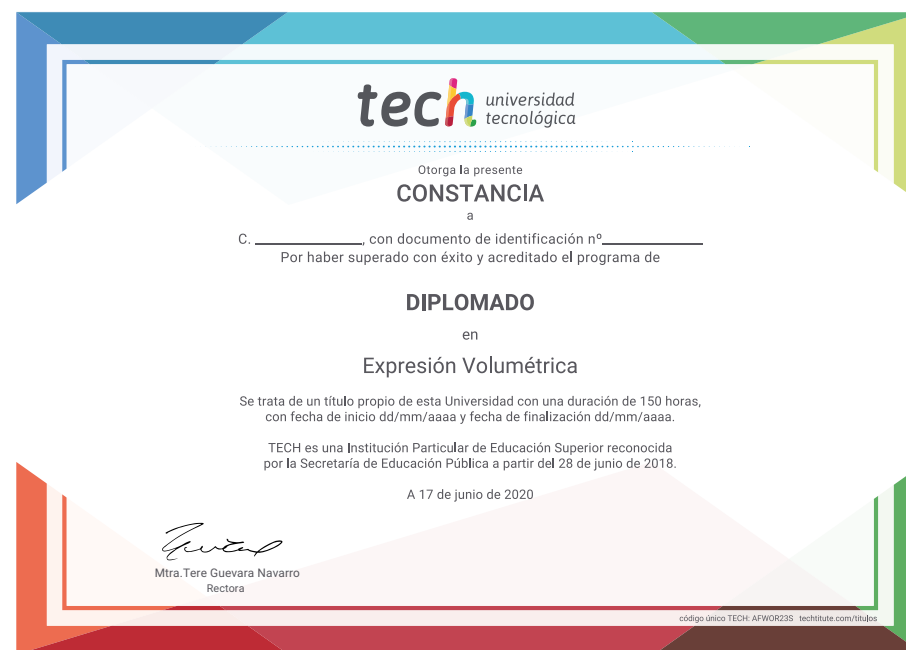 tech universidad
tecnológica
Otorga la presente
CONSTANCIA
a
C. ______________, con documento de identificación nº_____________
Por haber superado con éxito y acreditado el programa de
DIPLOMADO
en
Expresión Volumétrica
Se trata de un título propio de esta Universidad con una duración de 150 horas,
con fecha de inicio dd/mm/aaaa y fecha de finalización dd/mm/aaaa.
TECH es una Institución Particular de Educación Superior reconocida
por la Secretaría de Educación Pública a partir del 28 de junio de 2018.
A 17 de junio de 2020
Mtra.Tere Guevara Navarro
Rectora
código único TECH: AFWOR23S techtitute.com/titulos